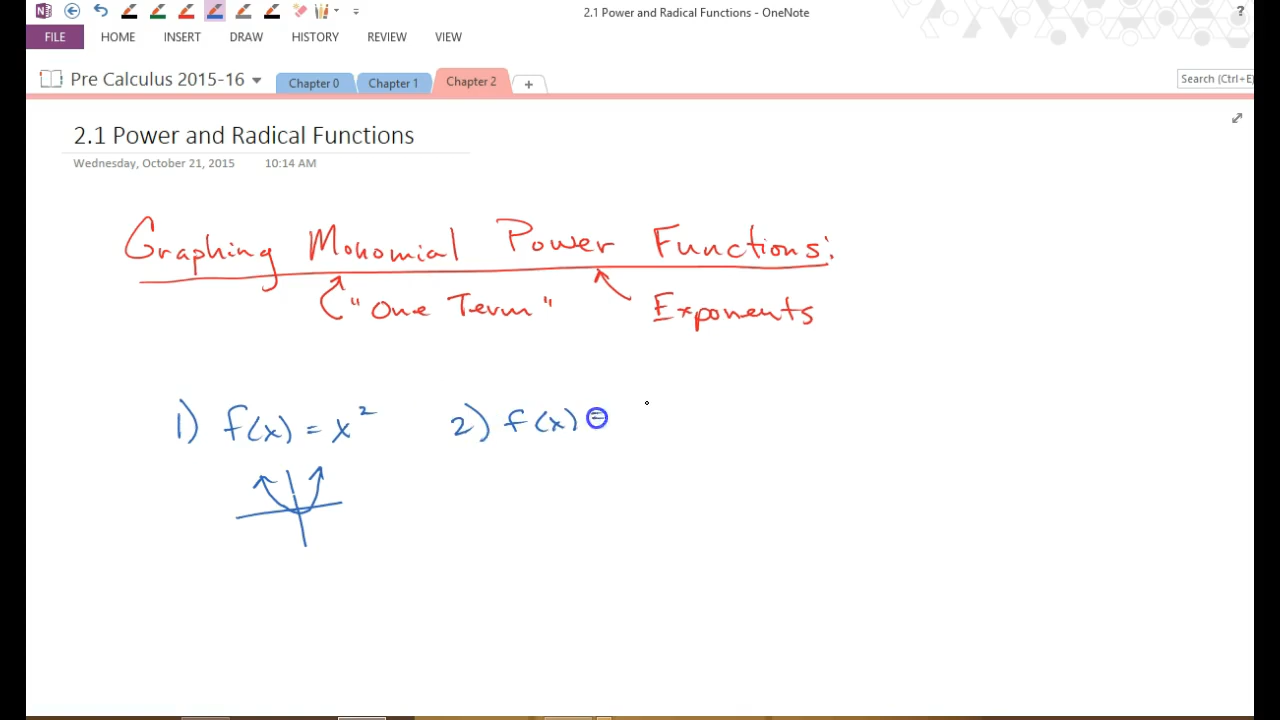 2.1 Power and Radical Functions - OneNote
?
FILE HOME INSERT DRAW HISTORY REVIEW VIEW
Pre Calculus 2015-16 Chapter 0 Chapter 1 Chapter 2 +
Search (Ctrl+E)
2.1 Power and Radical Functions
Wednesday, October 21, 2015 10:14 AM
Graphing Monomial Power Functions:
"One Term" Exponents
1) f(x) = x² 2) f(x) =